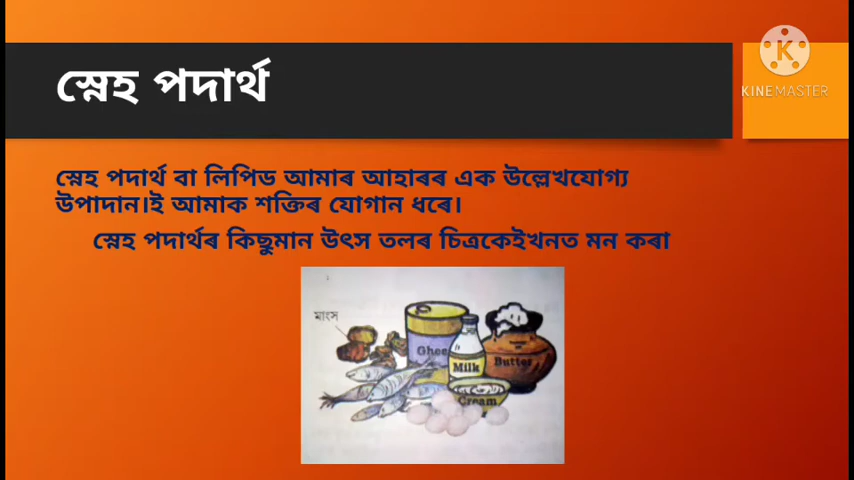 স্নেহ পদাৰ্থ
KINEMASTER
স্নেহ পদাৰ্থ বা লিপিড আমাৰ আহাৰৰ এক উল্লেখযোগ্য
উপাদান।ই আমাক শক্তিৰ যোগান ধৰে।
স্নেহ পদাৰ্থৰ কিছুমান উৎস তলৰ চিত্ৰকেইখনত মন কৰা
মাংস
Ghee
Milk
Butter
Cream